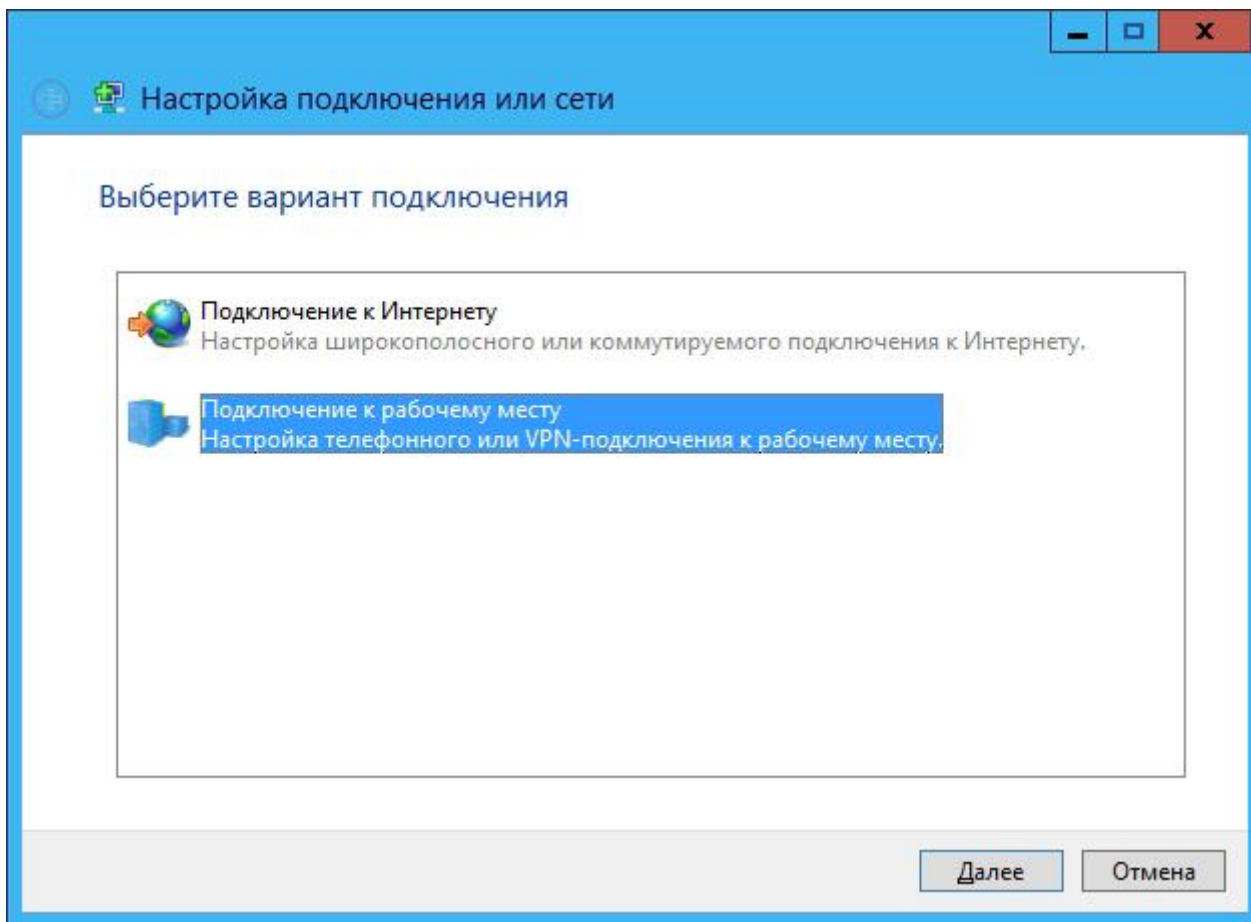 Настройка подключения или сети
Выберите вариант подключения
Подключение к Интернету
Настройка широкополосного или коммутируемого подключения к Интернету.
Подключение к рабочему месту
Настройка телефонного или VPN-подключения к рабочему месту.
Далее
Отмена